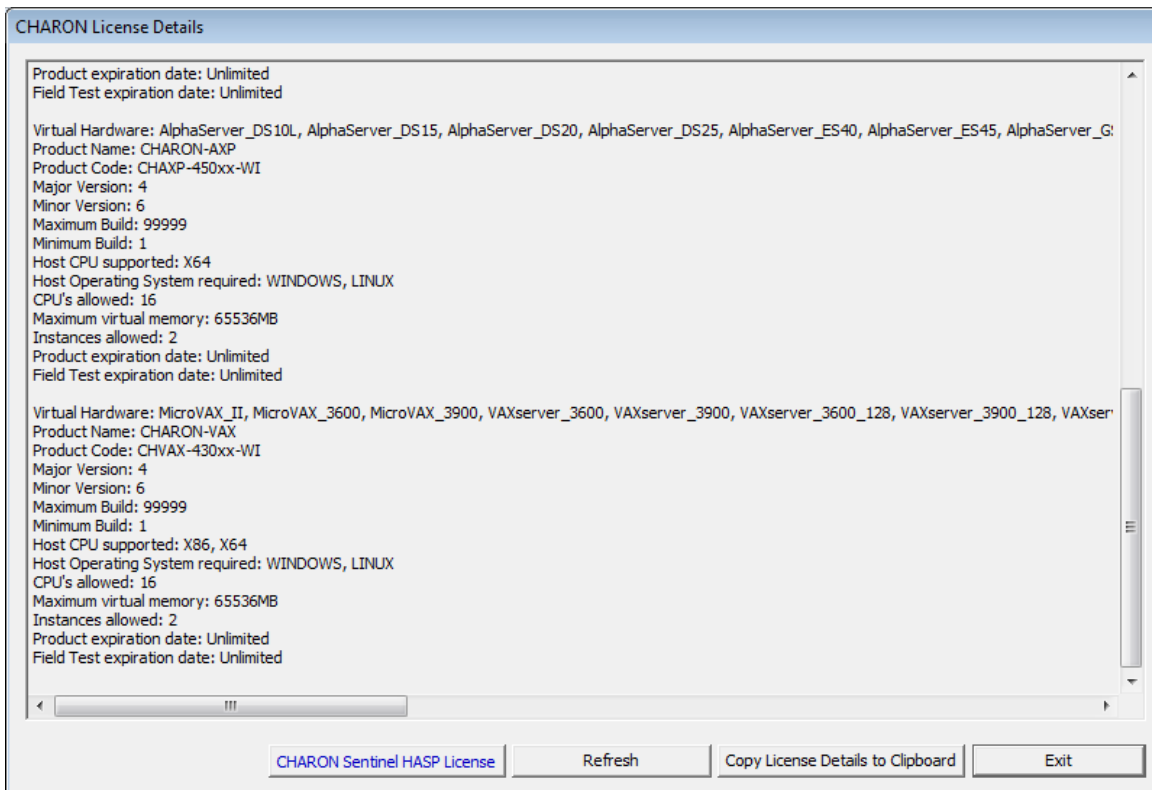 CHARON License Details
Product expiration date: Unlimited
Field Test expiration date: Unlimited
Virtual Hardware: AlphaServer_DS10L, AlphaServer_DS15, AlphaServer_DS20, AlphaServer_DS25, AlphaServer_ES40, AlphaServer_ES45, AlphaServer_GS
Product Name: CHARON-AXP
Product Code: CHAXP-450xx-WI
Major Version: 4
Minor Version: 6
Maximum Build: 99999
Minimum Build: 1
Host CPU supported: X64
Host Operating System required: WINDOWS, LINUX
CPU's allowed: 16
Maximum virtual memory: 65536MB
Instances allowed: 2
Product expiration date: Unlimited
Field Test expiration date: Unlimited
Virtual Hardware: MicroVAX_II, MicroVAX_3600, MicroVAX_3900, VAXserver_3600, VAXserver_3900, VAXserver_3600_128, VAXserver_3900_128, VAXser
Product Name: CHARON-VAX
Product Code: CHVAX-430xx-WI
Major Version: 4
Minor Version: 6
Maximum Build: 99999
Minimum Build: 1
Host CPU supported: X86, X64
Host Operating System required: WINDOWS, LINUX
CPU's allowed: 16
Maximum virtual memory: 65536MB
Instances allowed: 2
Product expiration date: Unlimited
Field Test expiration date: Unlimited
CHARON Sentinel HASP License Refresh Copy License Details to Clipboard Exit